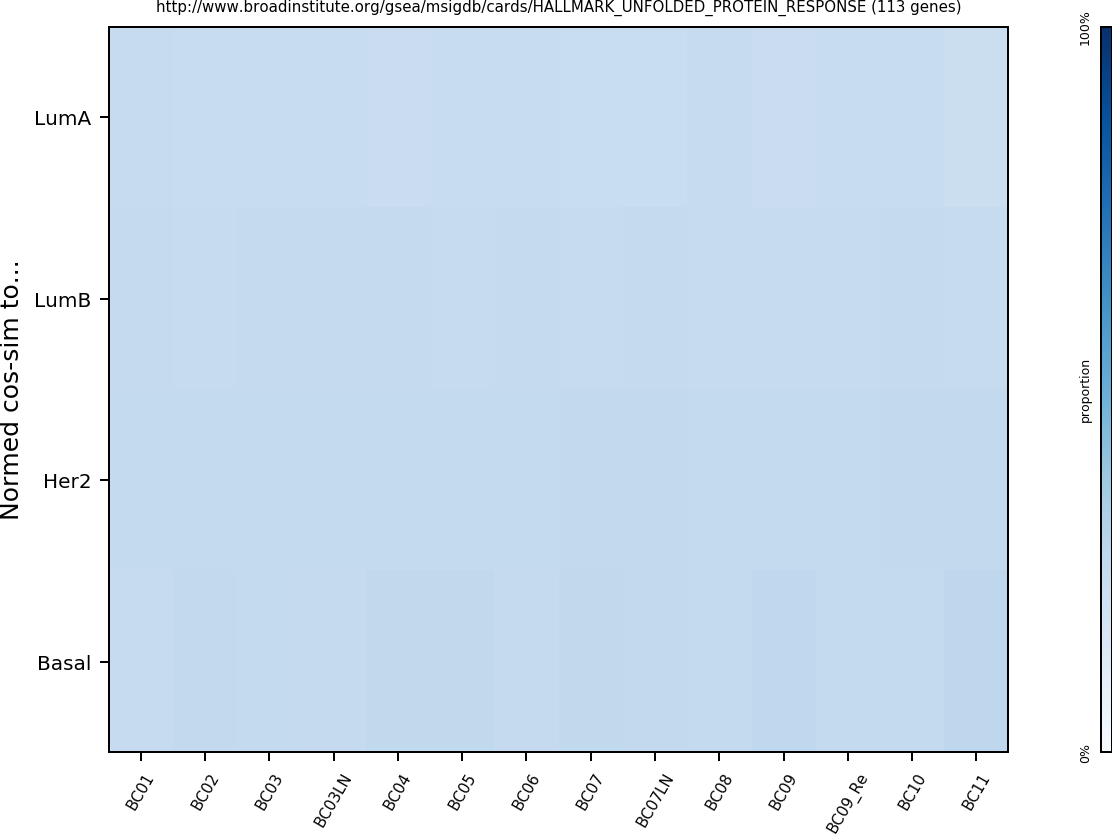 http://www.broadinstitute.org/gsea/msigdb/cards/HALLMARK_UNFOLDED_PROTEIN_RESPONSE (113 genes)
Normed cos-sim to...
LumA
LumB
Her2
Basal
BC01
BC02
BC03
BC03LN
BC04
BC05
BC06
BC07
BC07LN
BC08
BC09
BC09_Re
BC10
BC11
100%
proportion
0%